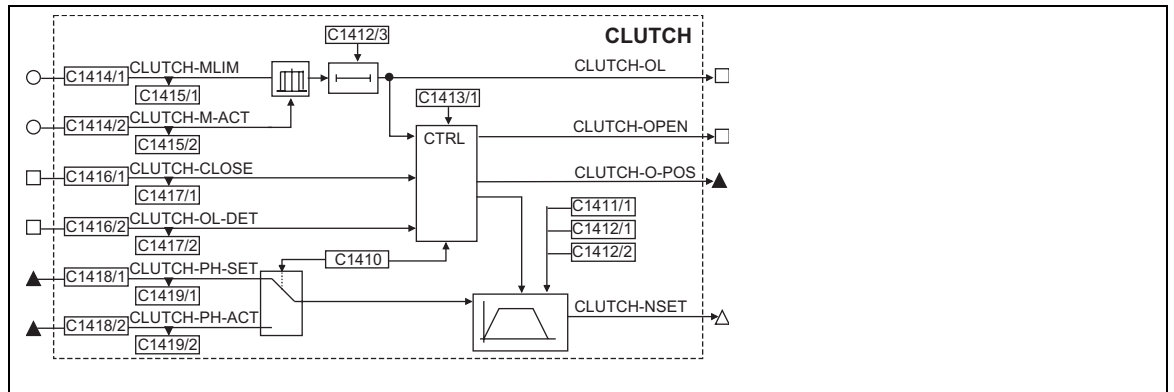 C1412/3
CLUTCH
C1414/1 CLUTCH-MLIM
CLUTCH-OL
C1415/1
C1413/1
C1414/2 CLUTCH-M-ACT
C1415/2
CTRL
CLUTCH-OPEN
C1416/1 CLUTCH-CLOSE
CLUTCH-O-POS
C1417/1
C1411/1
C1416/2 CLUTCH-OL-DET
C1412/1
C1417/2
C1412/2
C1410
C1418/1 CLUTCH-PH-SET
C1419/1
CLUTCH-NSET
C1418/2 CLUTCH-PH-ACT
C1419/2